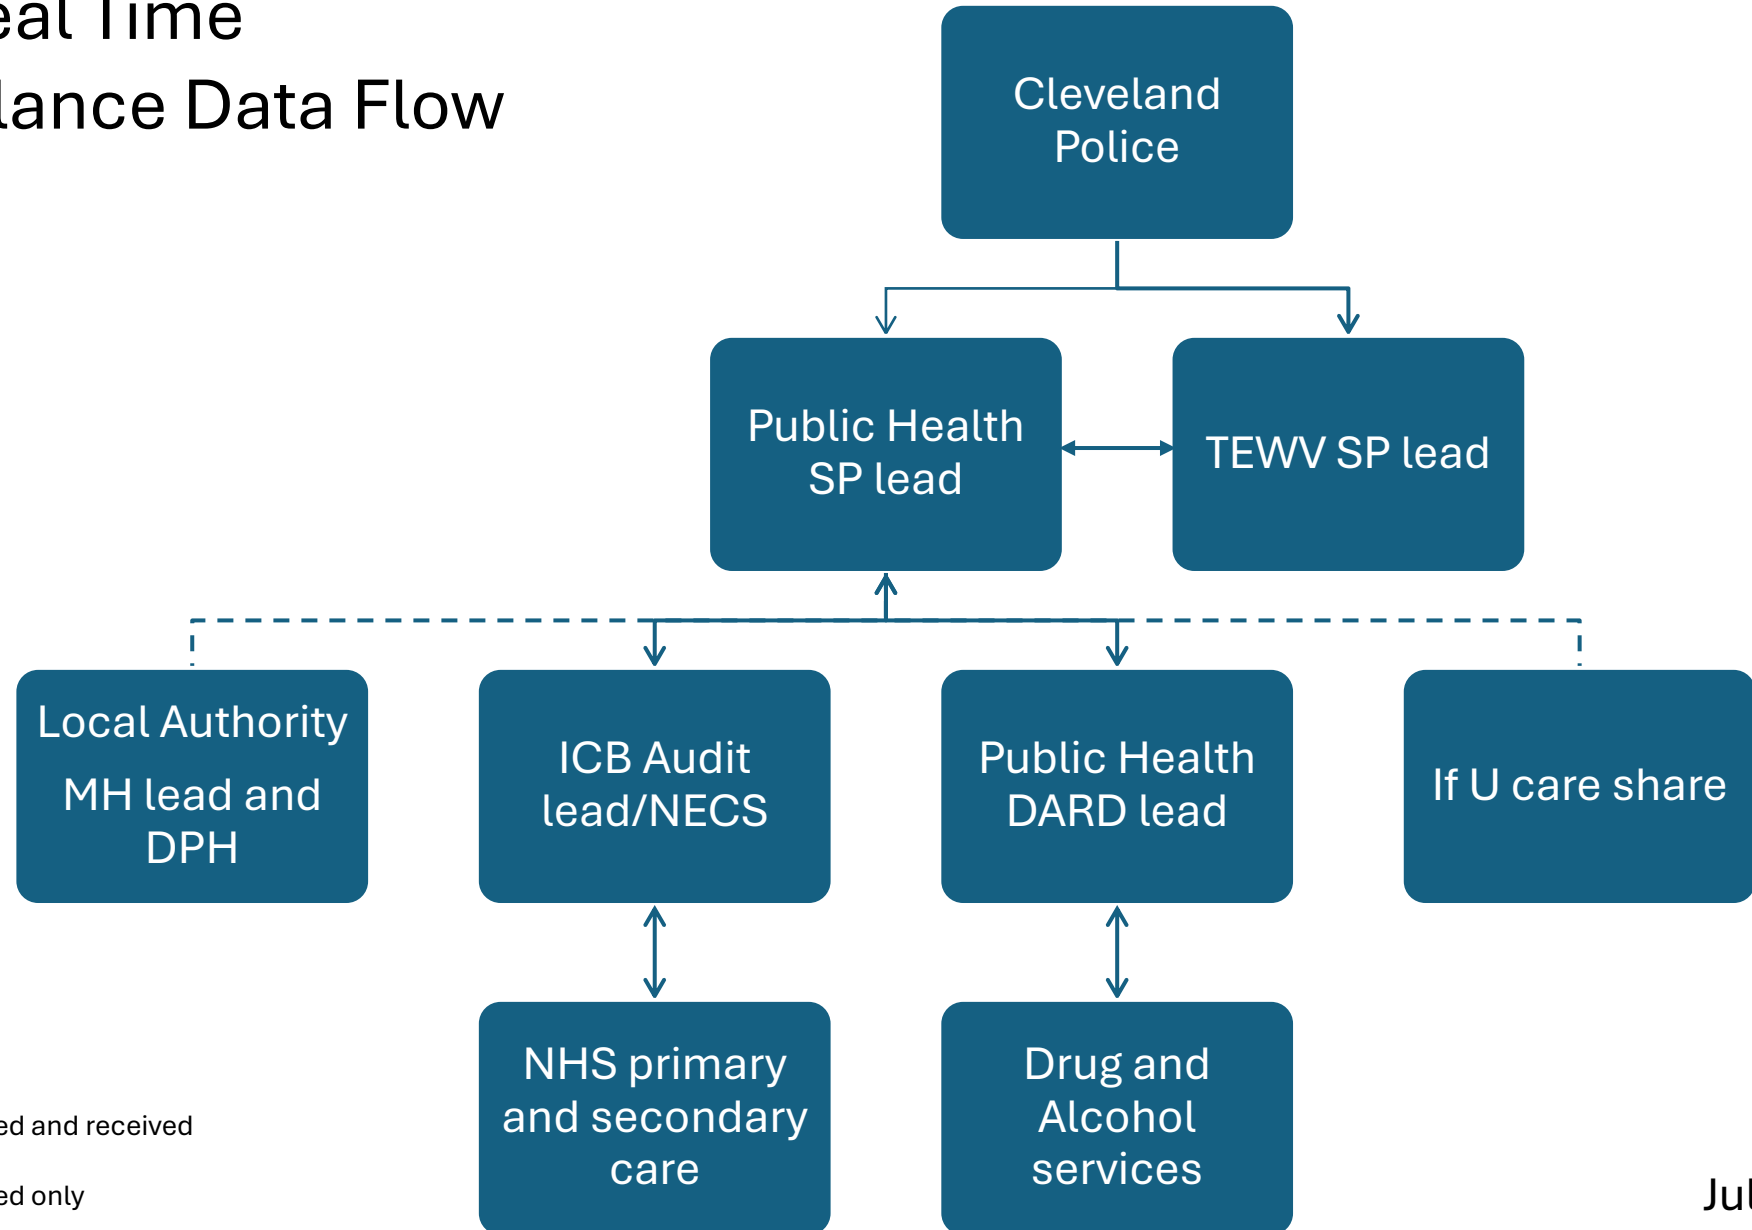 eal Time
lance Data Flow
Cleveland
Police
Public Health
SP lead
TEWV SP lead
Local Authority
MH lead and
DPH
ICB Audit
lead/NECS
Public Health
DARD lead
If U care share
NHS primary
and secondary
care
Drug and
Alcohol
services
ed and received
ed only
Jul